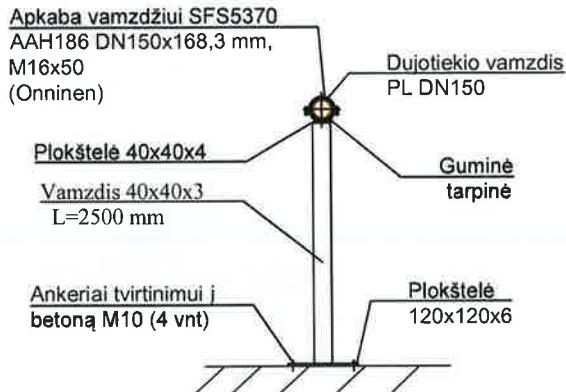 Apkaba vamzdžiui SFS5370
AAH186 DN150x168,3 mm,
M16x50
(Onninen)
Dujotiekio vamzdis
PL DN150
Plokštelė 40x40x4
Guminė
tarpinė
Vamzdis 40x40x3
L=2500 mm
Ankeriai tvirtinimui į
betoną M10 (4 vnt)
Plokštelė
120x120x6